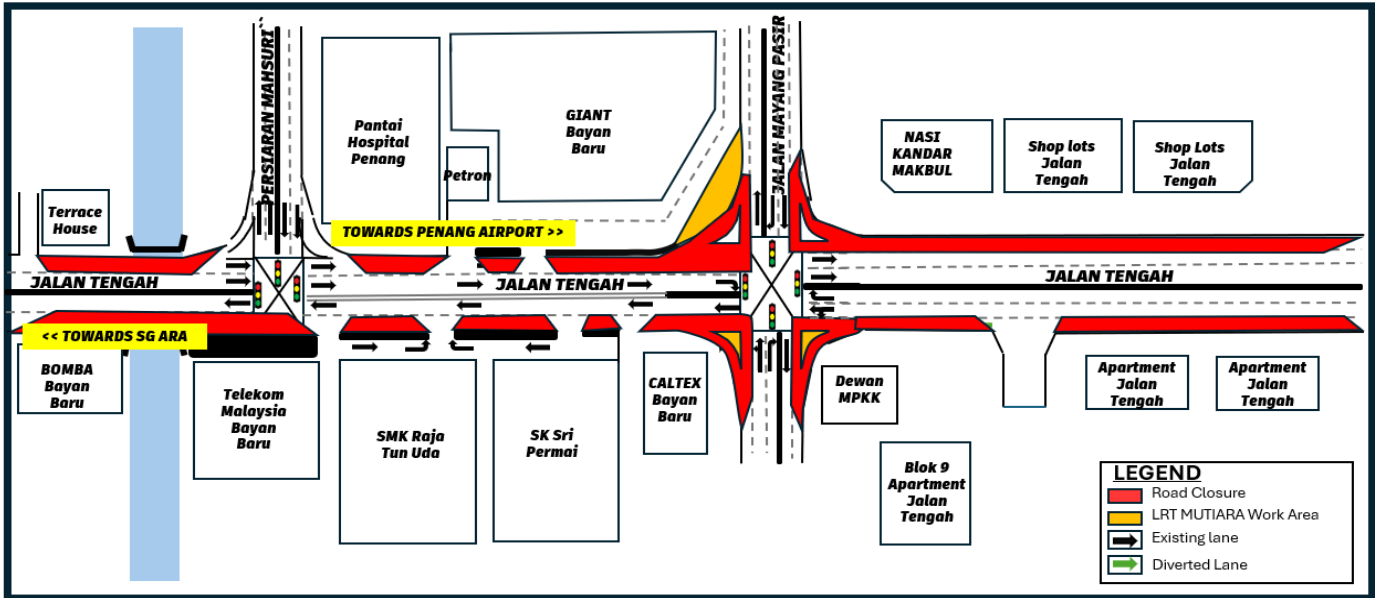 PERSIARAN MAHSURI
JALAN MAYANG PASIR
Pantai
Hospital
Penang
GIANT
Bayan
Baru
Petron
NASI
KANDAR
MAKBUL
Shop lots
Jalan
Tengah
Shop Lots
Jalan
Tengah
Terrace
House
TOWARDS PENANG AIRPORT >>
JALAN TENGAH
JALAN TENGAH
JALAN TENGAH
<< TOWARDS SG ARA
BOMBA
Bayan
Baru
Telekom
Malaysia
Bayan
Baru
SMK Raja
Tun Uda
SK Sri
Permai
CALTEX
Bayan
Baru
Dewan
MPKK
Apartment
Jalan
Tengah
Apartment
Jalan
Tengah
Blok 9
Apartment
Jalan
Tengah
LEGEND
Road Closure
LRT MUTIARA Work Area
Existing lane
Diverted Lane